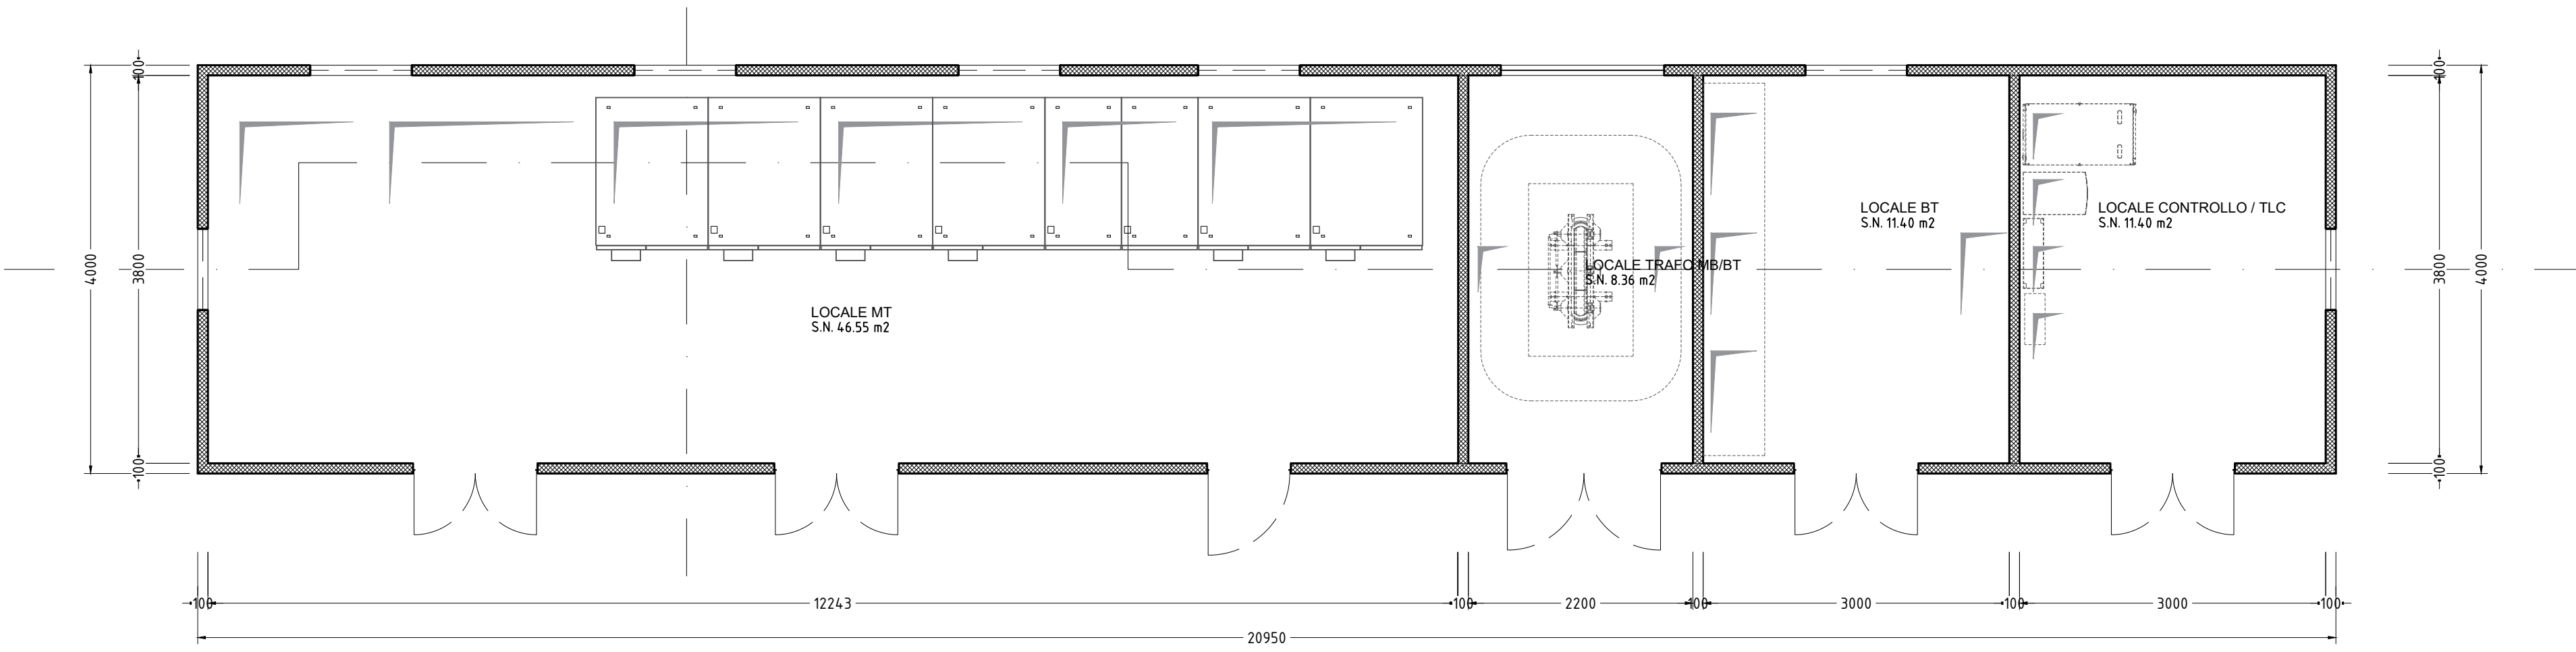 100
4000
3800
100
LOCALE MT
S.N. 46.55 m2
LOCALE TRAFO MB/BT
S.N. 8.36 m2
LOCALE BT
S.N. 11.40 m2
LOCALE CONTROLLO / TLC
S.N. 11.40 m2
100
3800
4000
100
100 12243 100 2200 100 3000 100 3000 100
20950